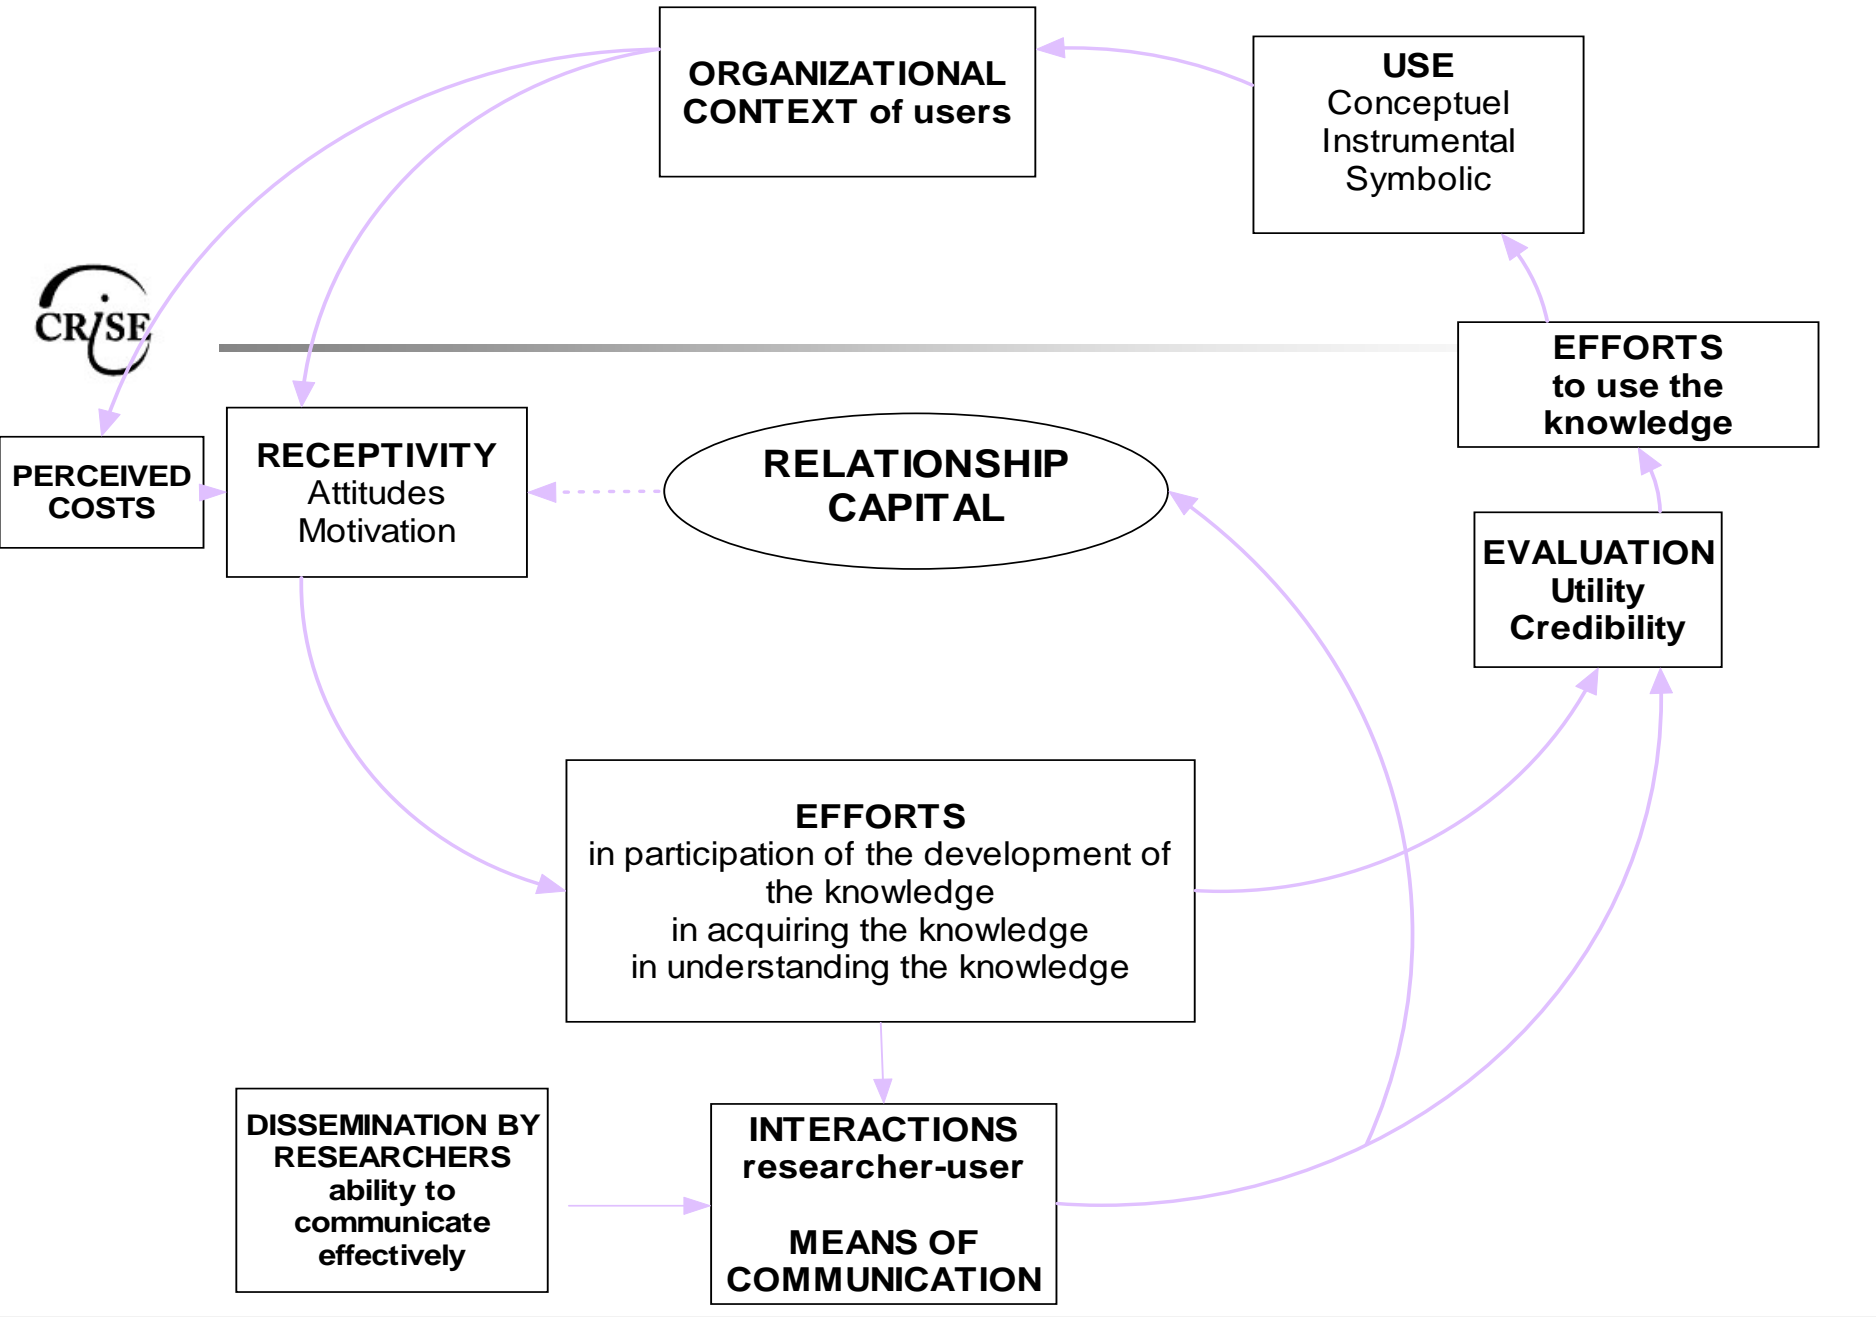 ORGANIZATIONAL
CONTEXT of users
USE
Conceptuel
Instrumental
Symbolic
CRiSE
EFFORTS
to use the
knowledge
PERCEIVED
COSTS
RECEPTIVITY
Attitudes
Motivation
RELATIONSHIP
CAPITAL
EVALUATION
Utility
Credibility
EFFORTS
in participation of the development of
the knowledge
in acquiring the knowledge
in understanding the knowledge
DISSEMINATION BY
RESEARCHERS
ability to
communicate
effectively
INTERACTIONS
researcher-user
MEANS OF
COMMUNICATION